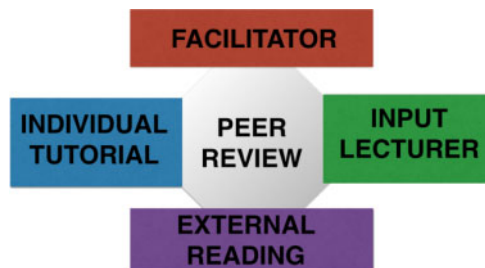 FACILITATOR
INDIVIDUAL
TUTORIAL
PEER
REVIEW
INPUT
LECTURER
EXTERNAL
READING